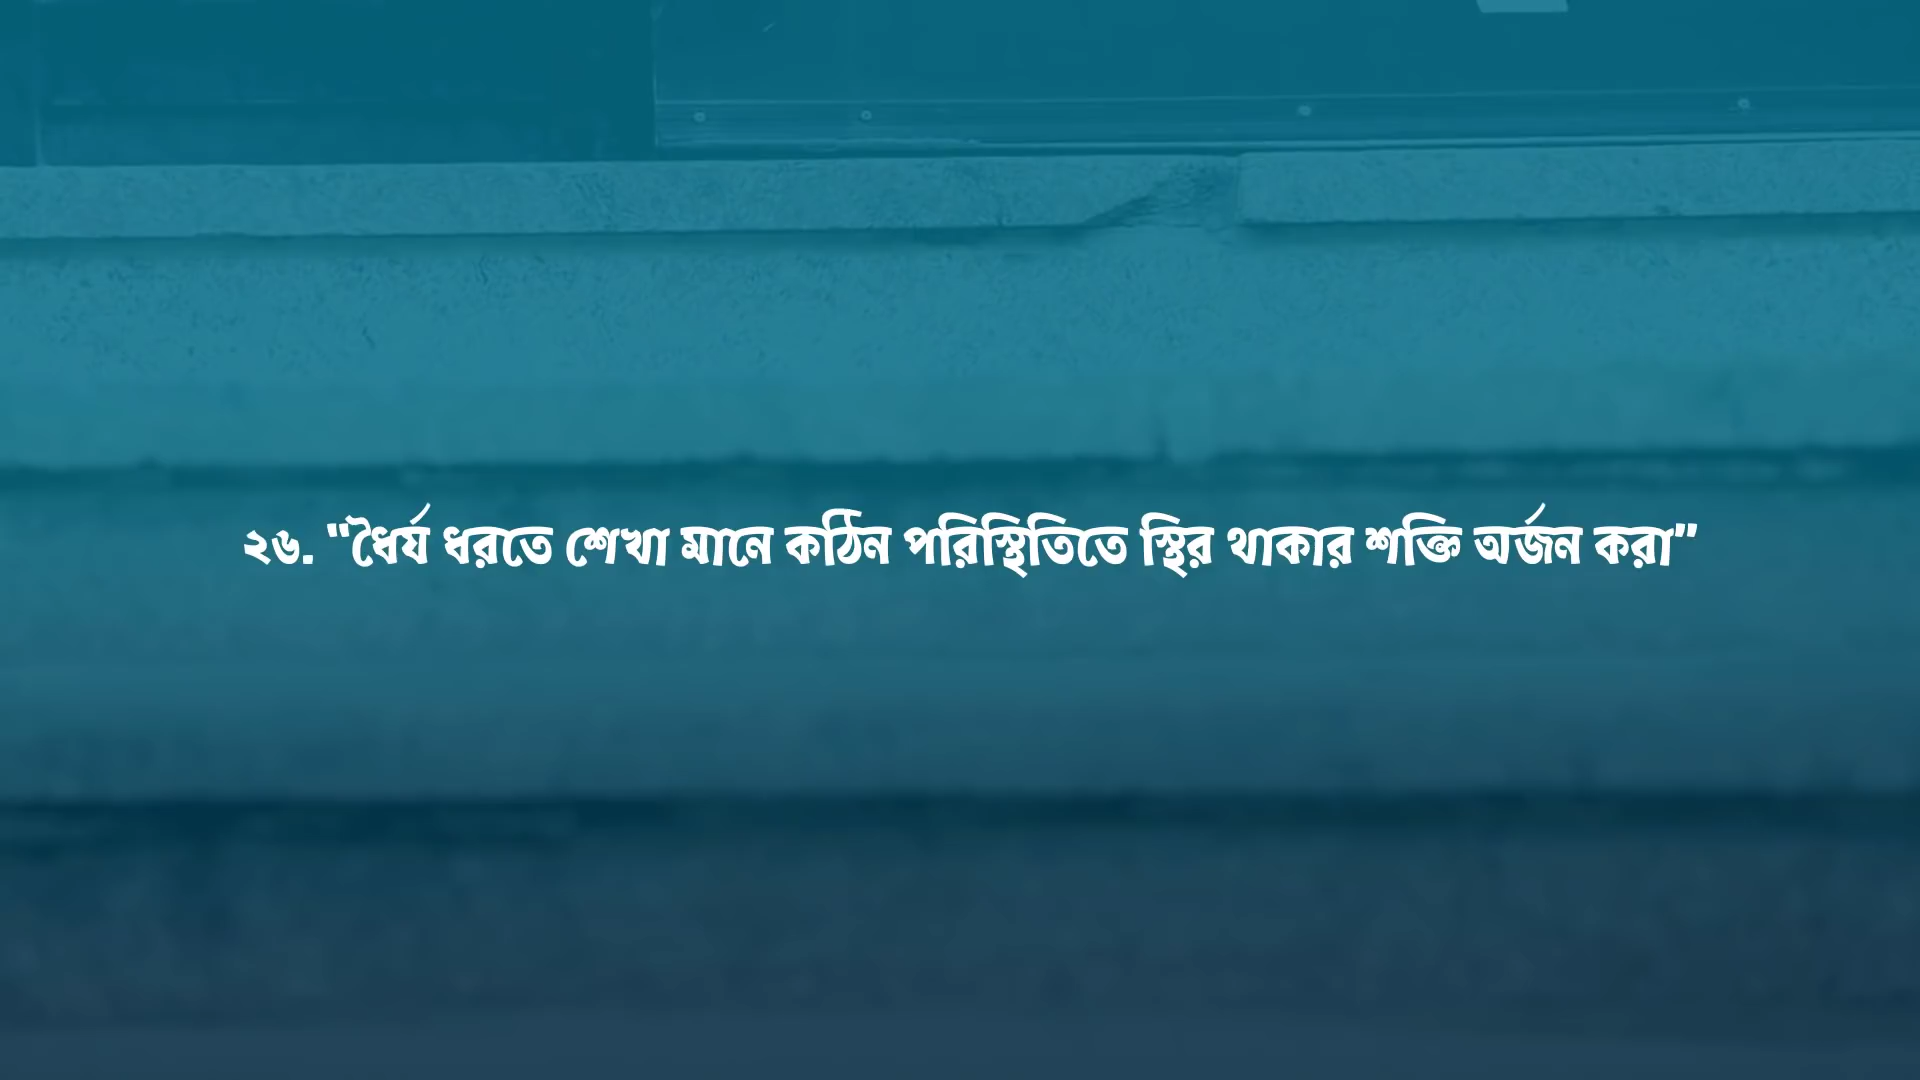 ২৬. "ধৈর্য ধরতে শেখা মানে কঠিন পরিস্থিতিতে স্থির থাকার শক্তি অর্জন করা"